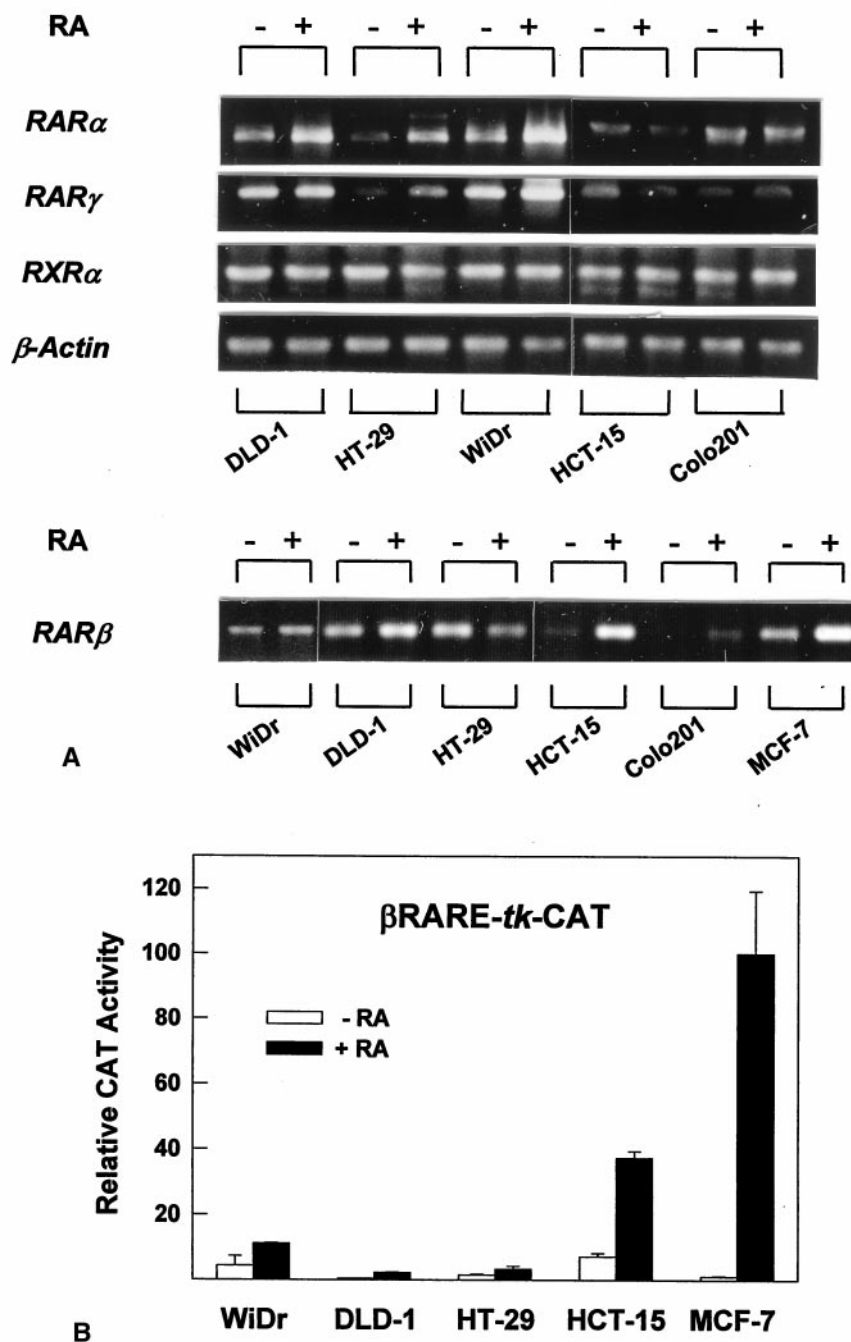 RA - + - + - + - + - +
RARα
RARγ
RXRα
β-Actin
DLD-1 HT-29 WiDr HCT-15 Colo201
RA - + - + - + - + - + - +
RARβ
WiDr DLD-1 HT-29 HCT-15 Colo201 MCF-7
A
120
βRARE-tk-CAT
100
80
- RA
+ RA
60
40
20
Relative CAT Activity
WiDr DLD-1 HT-29 HCT-15 MCF-7
B